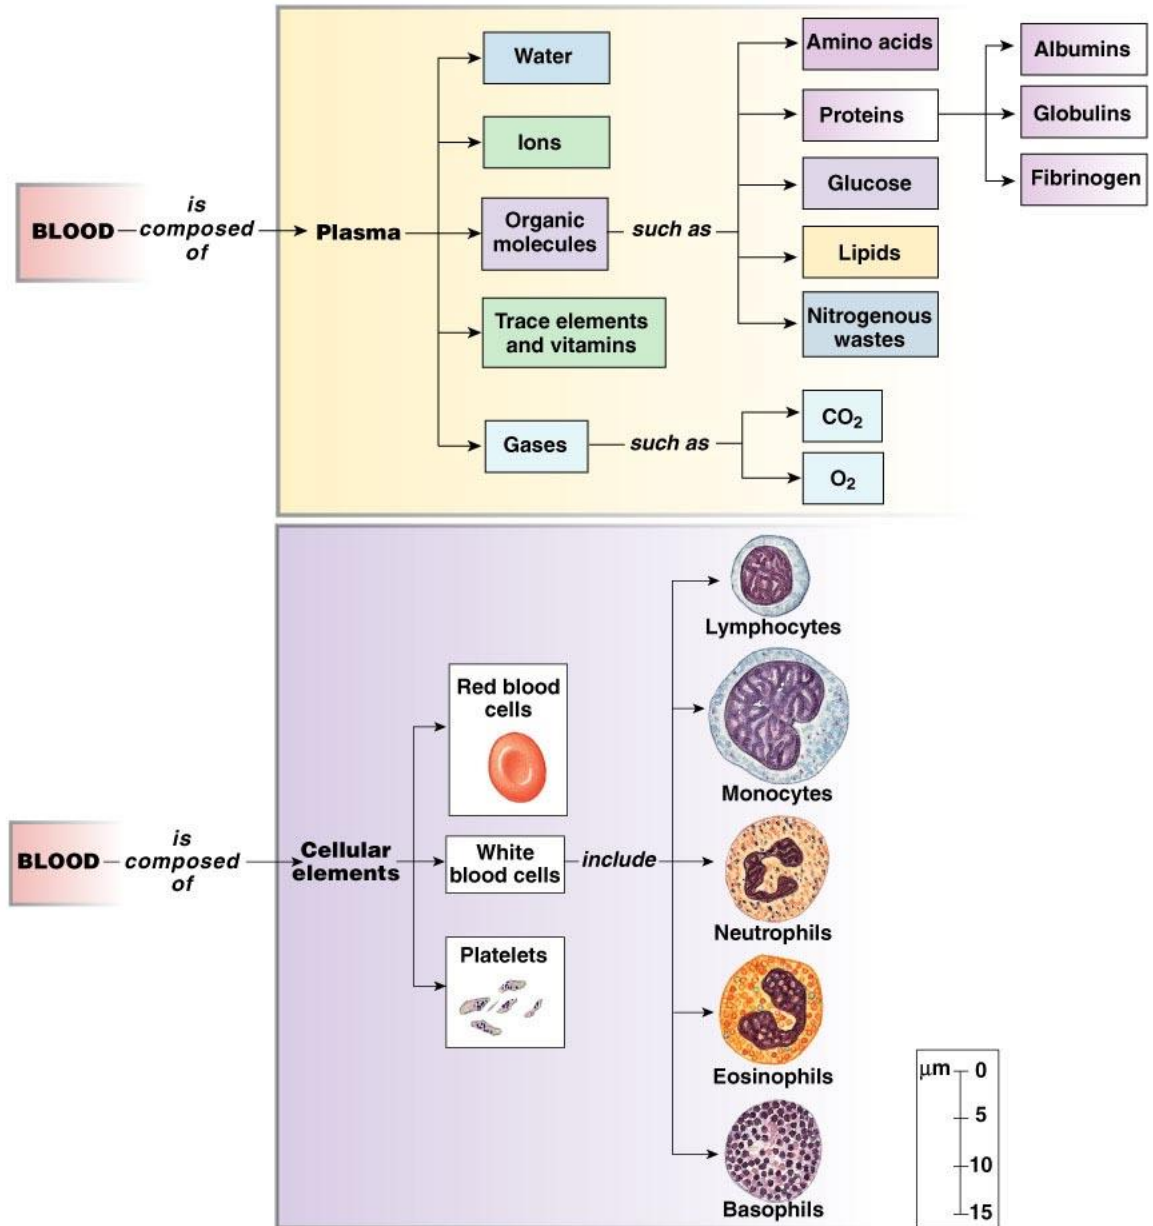 BLOOD
is
composed
of
Plasma
Water
Ions
Organic
molecules
Trace elements
and vitamins
Gases
such as
Amino acids
Proteins
Glucose
Lipids
Nitrogenous
wastes
Albumins
Globulins
Fibrinogen
such as
CO₂
O₂
BLOOD
is
composed
of
Cellular
elements
Red blood
cells
White
blood cells
Platelets
include
Lymphocytes
Monocytes
Neutrophils
Eosinophils
Basophils
μm 0
5
10
15